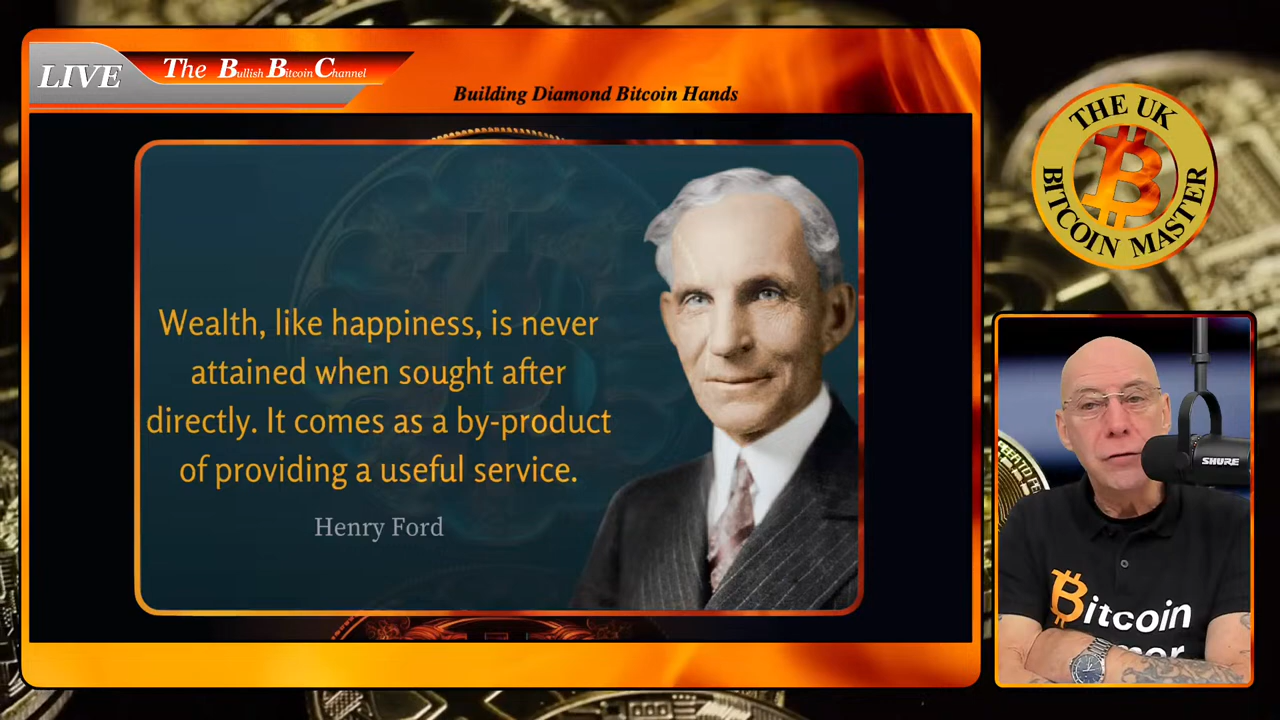 LIVE
The Bullish Bitcoin Channel
Building Diamond Bitcoin Hands
THE UK
BITCOIN MASTER
Wealth, like happiness, is never
attained when sought after
directly. It comes as a by-product
of providing a useful service.
Henry Ford
SHURE
Bitcoin